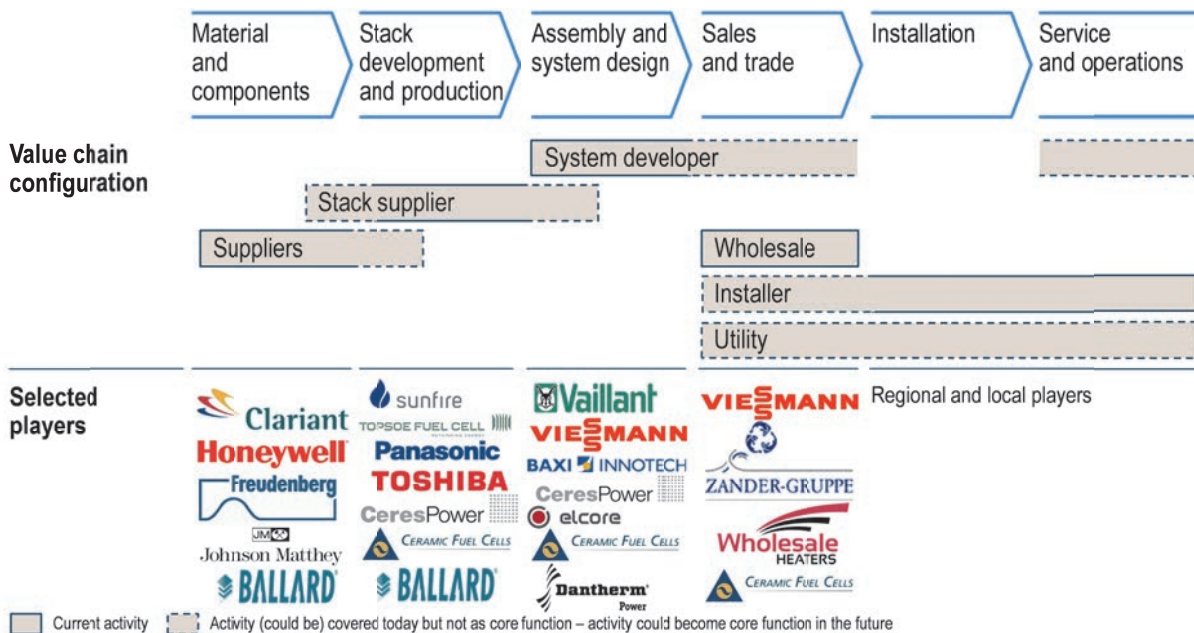 Material
and
components
Stack
development
and production
Assembly and
system design
Sales
and trade
Installation
Service
and operations
Value chain
configuration
System developer
Stack supplier
Suppliers
Wholesale
Installer
Utility
Selected
players
Clariant
Honeywell
Freudenberg
JM
Johnson Matthey
BALLARD®
sunfire
TOPSOE FUEL CELL
Panasonic
TOSHIBA
CeresPower
CERAMIC FUEL CELLS
BALLARD®
Vaillant
VIESSMANN
BAXI INNOTECH
CeresPower
elcore
CERAMIC FUEL CELLS
Dantherm®
Power
VIESSMANN
ZANDER-GRUPPE
Wholesale
HEATERS
CERAMIC FUEL CELLS
Regional and local players
Current activity
Activity (could be) covered today but not as core function – activity could become core function in the future